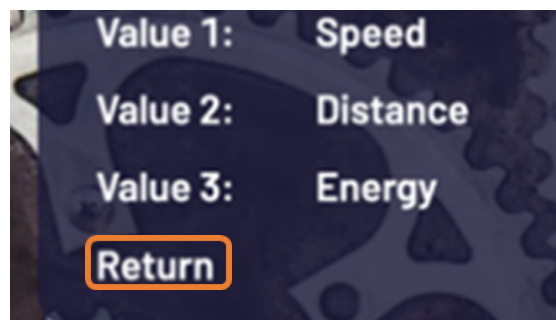 Value 1: Speed
Value 2: Distance
Value 3: Energy
Return